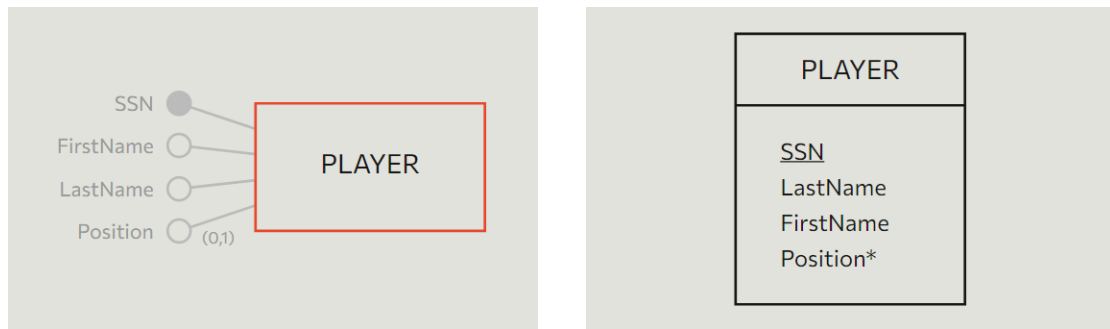 SSN
FirstName
LastName
Position
(0,1)
PLAYER
PLAYER
SSN
LastName
FirstName
Position*